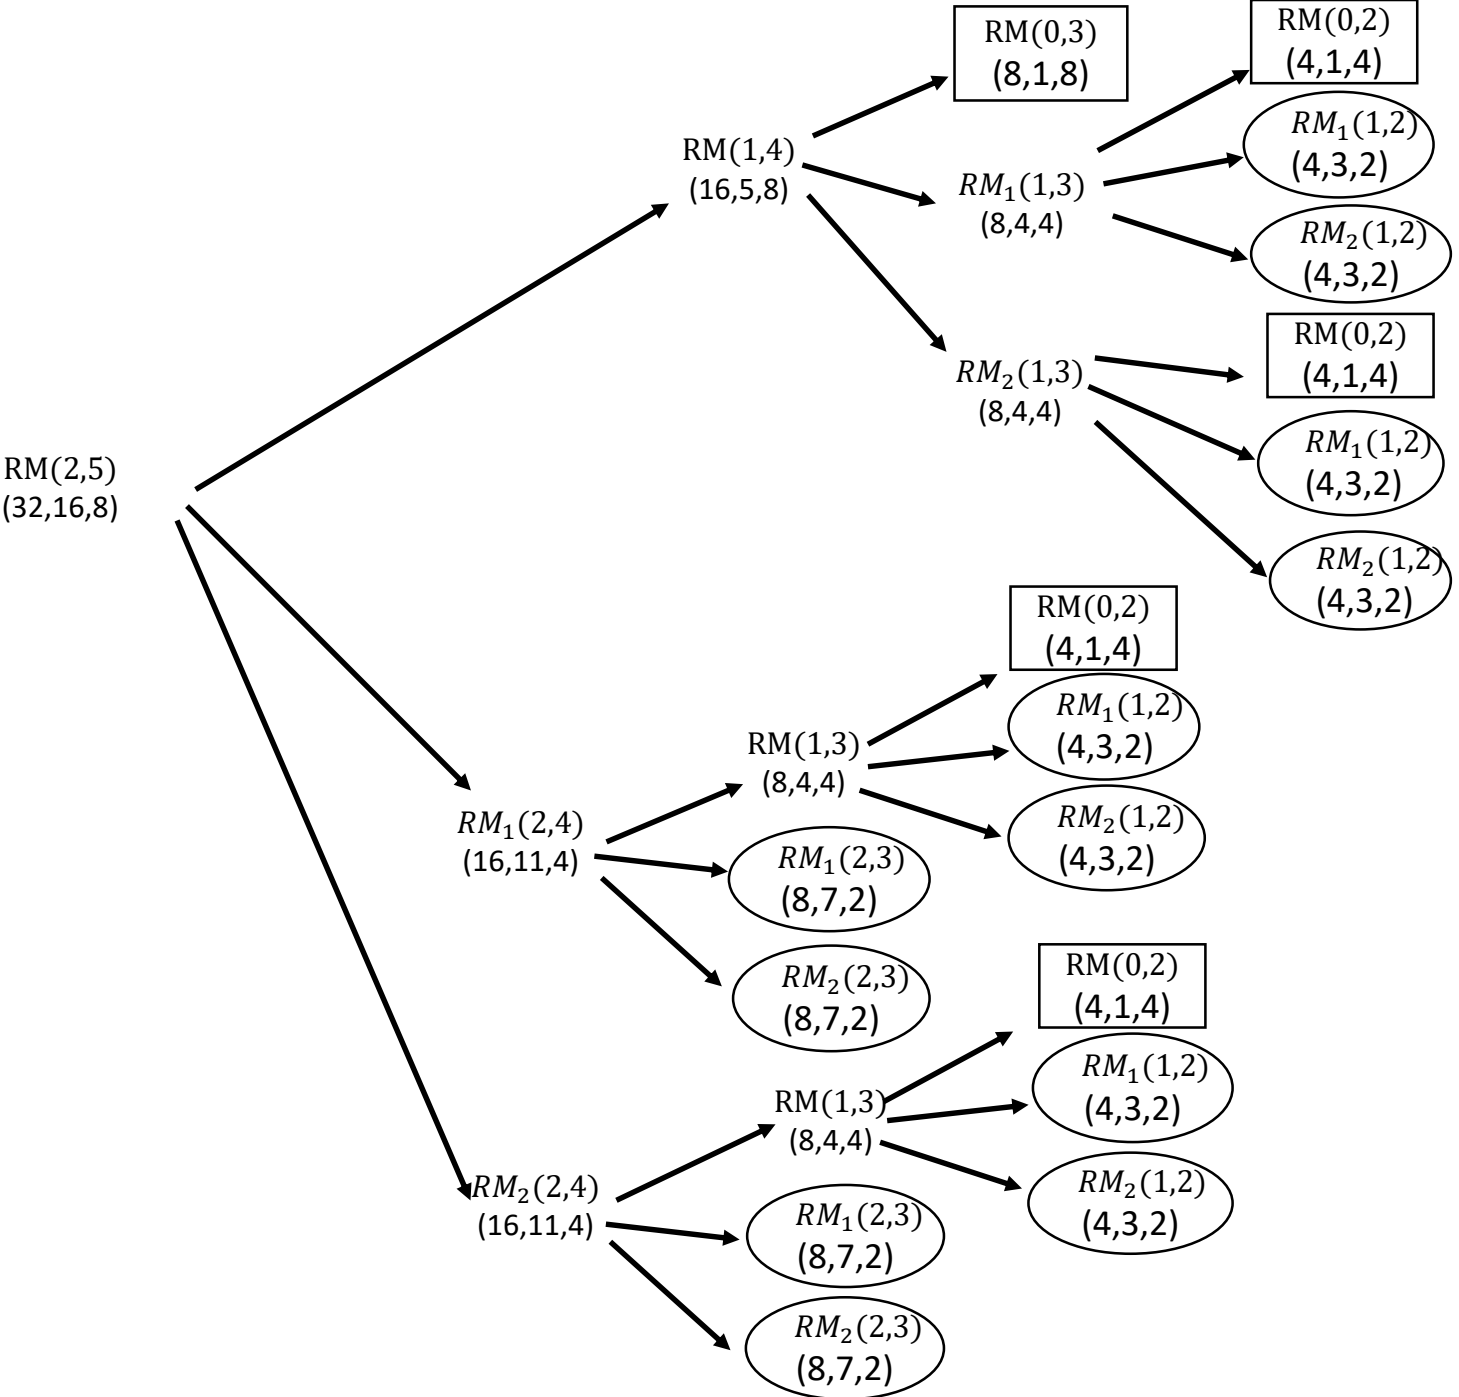 RM(0,3)
(8,1,8)
RM(0,2)
(4,1,4)
RM₁(1,2)
(4,3,2)
RM(1,4)
(16,5,8)
RM₁(1,3)
(8,4,4)
RM₂(1,2)
(4,3,2)
RM(0,2)
(4,1,4)
RM₂(1,3)
(8,4,4)
RM₁(1,2)
(4,3,2)
RM(2,5)
(32,16,8)
RM₂(1,2)
(4,3,2)
RM(0,2)
(4,1,4)
RM₁(1,2)
(4,3,2)
RM(1,3)
(8,4,4)
RM₂(1,2)
(4,3,2)
RM₁(2,4)
(16,11,4)
RM₁(2,3)
(8,7,2)
RM₂(2,3)
(8,7,2)
RM(0,2)
(4,1,4)
RM₁(1,2)
(4,3,2)
RM(1,3)
(8,4,4)
RM₂(1,2)
(4,3,2)
RM₂(2,4)
(16,11,4)
RM₁(2,3)
(8,7,2)
RM₂(2,3)
(8,7,2)